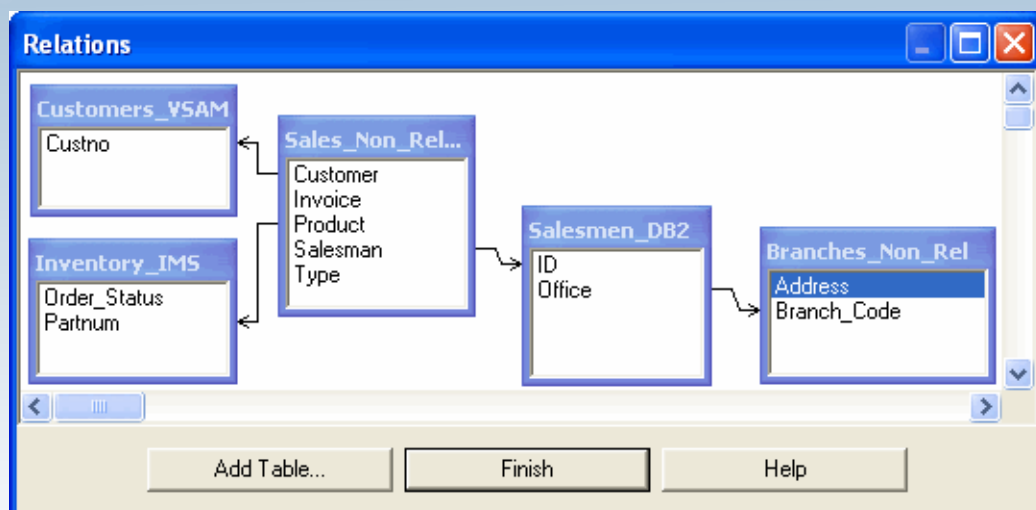 Relations
Customers_VSAM
Custno
Sales_Non_Rel...
Customer
Invoice
Product
Salesman
Type
Inventory_IMS
Order_Status
Partnum
Salesmen_DB2
ID
Office
Branches_Non_Rel
Address
Branch_Code
Add Table...
Finish
Help